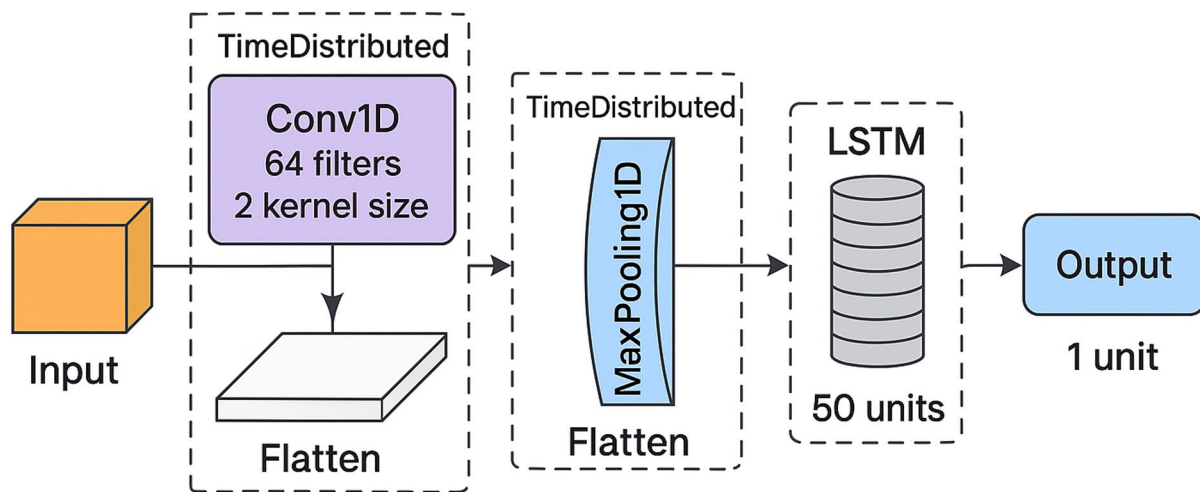 Input
TimeDistributed
Conv1D
64 filters
2 kernel size
Flatten
TimeDistributed
MaxPooling1D
Flatten
LSTM
50 units
Output
1 unit